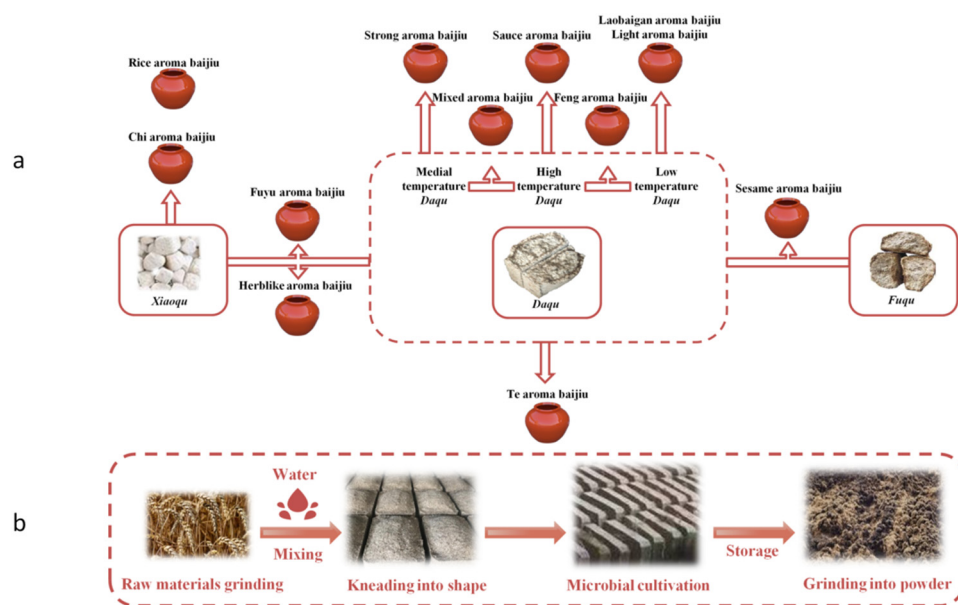 a
Rice aroma baijiu
Chi aroma baijiu
Xiaoqu
Fuyu aroma baijiu
Herblike aroma baijiu
Strong aroma baijiu
Sauce aroma baijiu
Laobaigan aroma baijiu
Light aroma baijiu
Mixed aroma baijiu
Feng aroma baijiu
Medial
temperature
Daqu
High
temperature
Daqu
Low
temperature
Daqu
Daqu
Sesame aroma baijiu
Fuqu
Te aroma baijiu
b
Water
Mixing
Storage
Raw materials grinding
Kneading into shape
Microbial cultivation
Grinding into powder